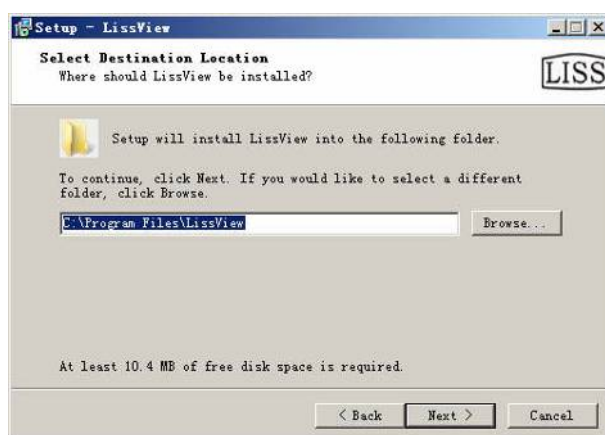 Setup - LissView
Select Destination Location
Where should LissView be installed?
LISS
Setup will install LissView into the following folder.
To continue, click Next. If you would like to select a different
folder, click Browse.
C:\Program Files\LissView
Browse...
At least 10.4 MB of free disk space is required.
< Back
Next >
Cancel